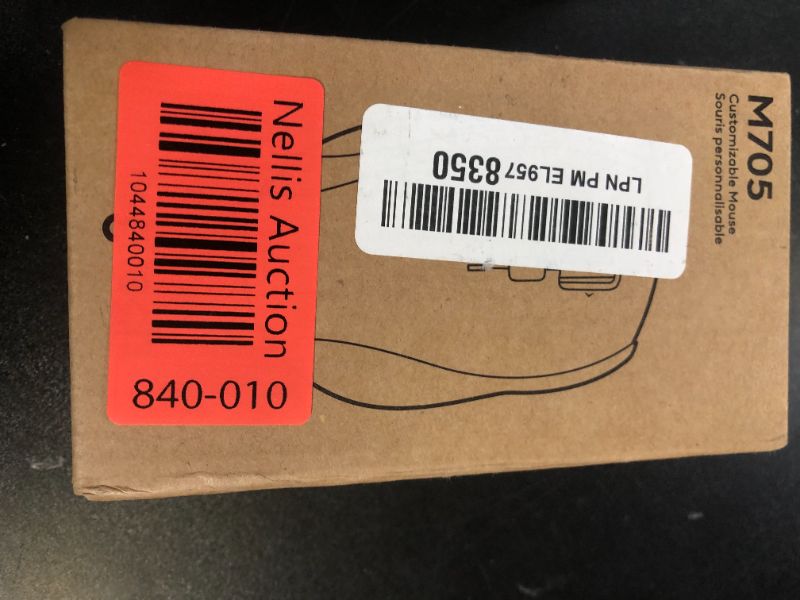 M705
Customizable Mouse
Souris personnalisable
LPN PM EL957 8350
Nellis Auction
1044840010
840-010